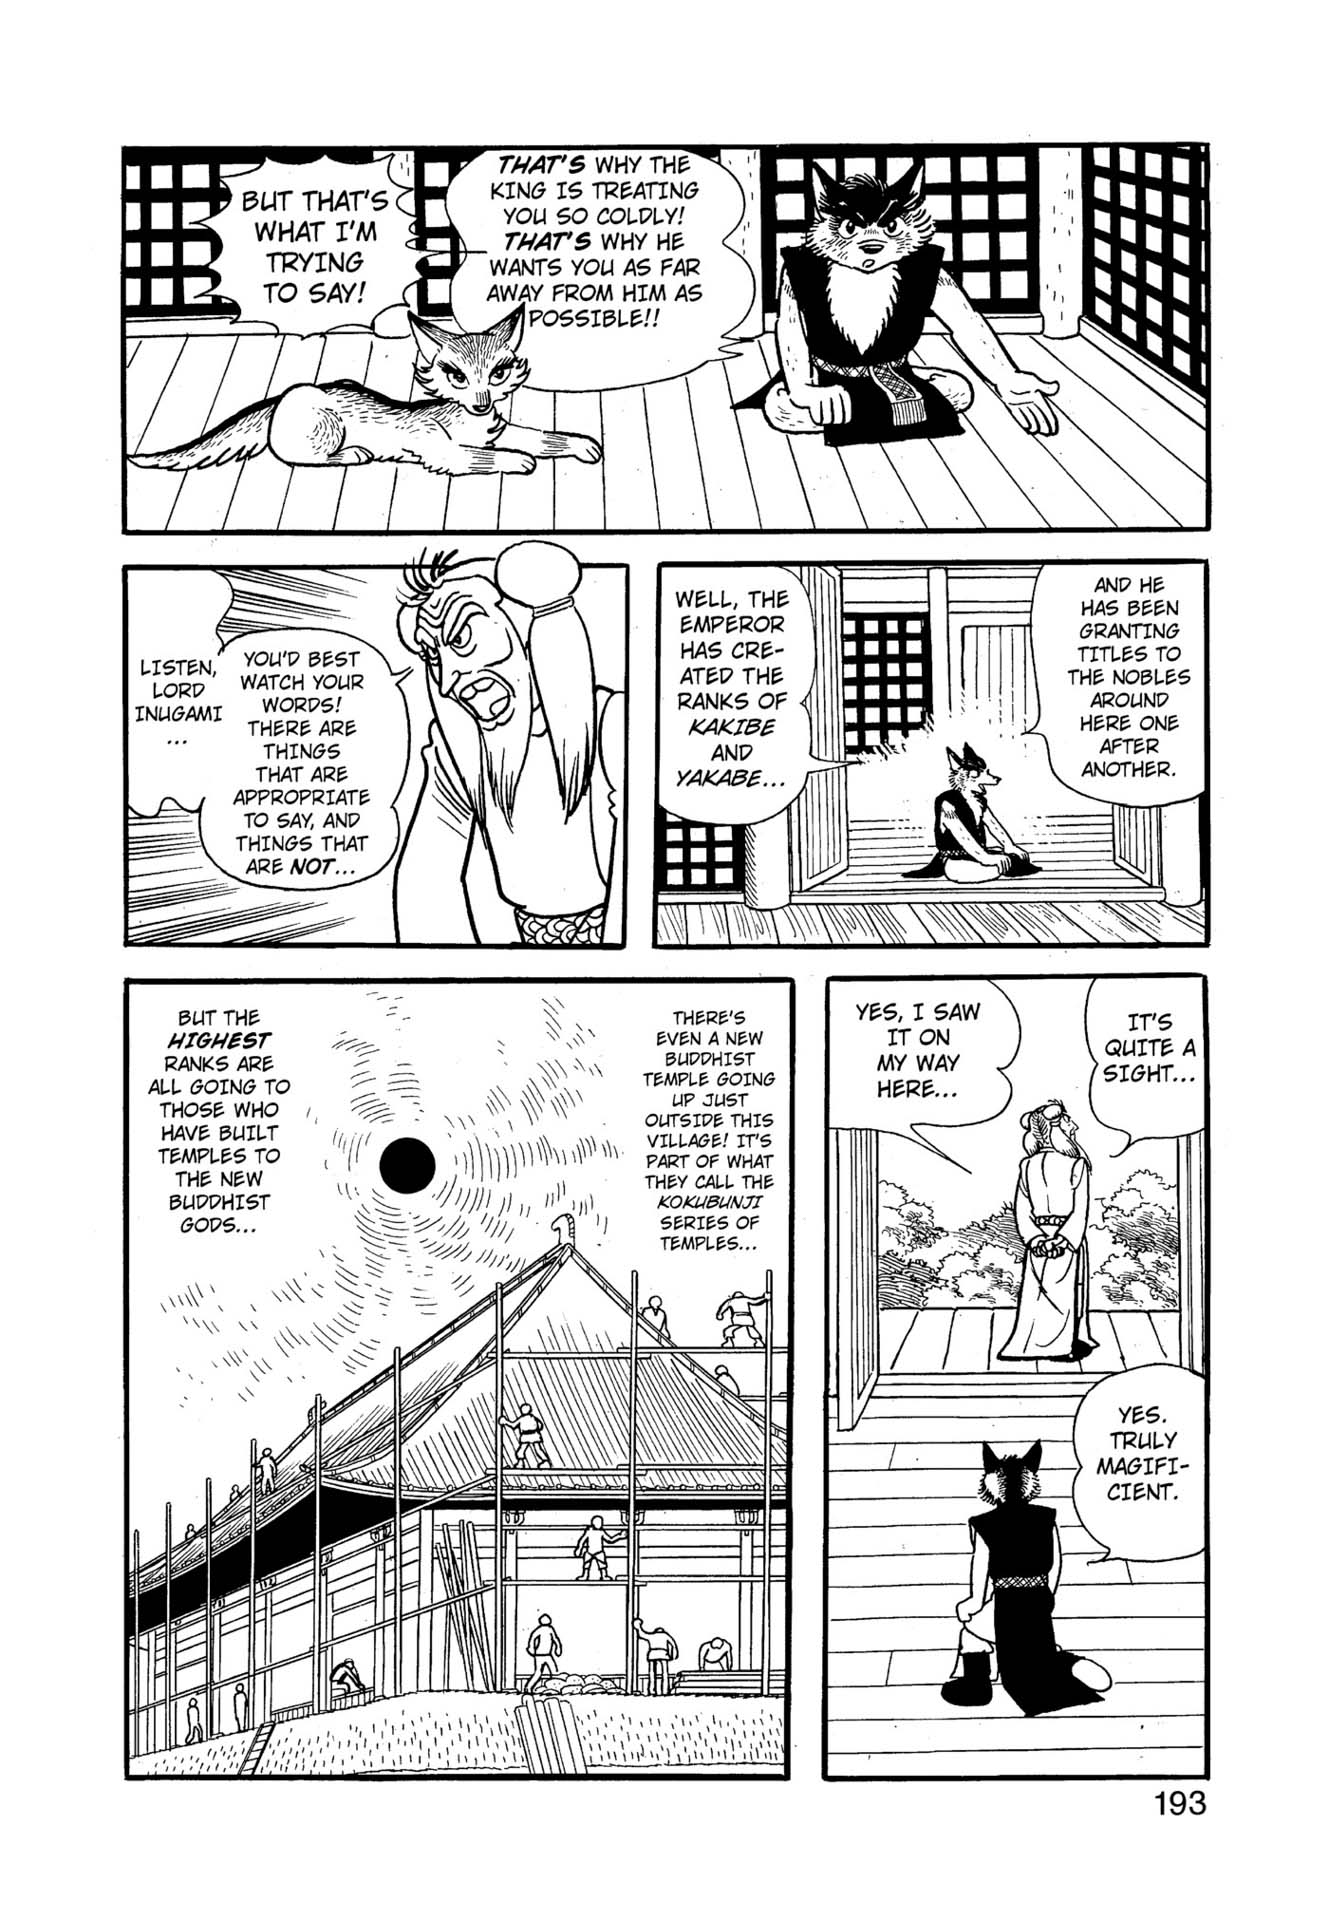 THAT'S WHY THE
KING IS TREATING
YOU SO COLDLY!
THAT'S WHY HE
WANTS YOU AS FAR
AWAY FROM HIM AS
POSSIBLE!!
BUT THAT'S
WHAT I'M
TRYING
TO SAY!
AND HE
HAS BEEN
GRANTING
TITLES TO
THE NOBLES
AROUND
HERE ONE
AFTER
ANOTHER.
WELL, THE
EMPEROR
HAS CRE-
ATED THE
RANKS OF
KAKIBE
AND
YAKABE...
YOU'D BEST
WATCH YOUR
WORDS!
THERE ARE
THINGS
THAT ARE
APPROPRIATE
TO SAY, AND
THINGS THAT
ARE NOT...
LISTEN,
LORD
INUGAMI
...
IT'S
QUITE A
SIGHT...
YES, I SAW
IT ON
MY WAY
HERE...
YES.
TRULY
MAGIFI-
CIENT.
THERE'S
EVEN A NEW
BUDDHIST
TEMPLE GOING
UP JUST
OUTSIDE THIS
VILLAGE! IT'S
PART OF WHAT
THEY CALL THE
KOKUBUNJI
SERIES OF
TEMPLES...
BUT THE
HIGHEST
RANKS ARE
ALL GOING TO
THOSE WHO
HAVE BUILT
TEMPLES TO
THE NEW
BUDDHIST
GODS...
193